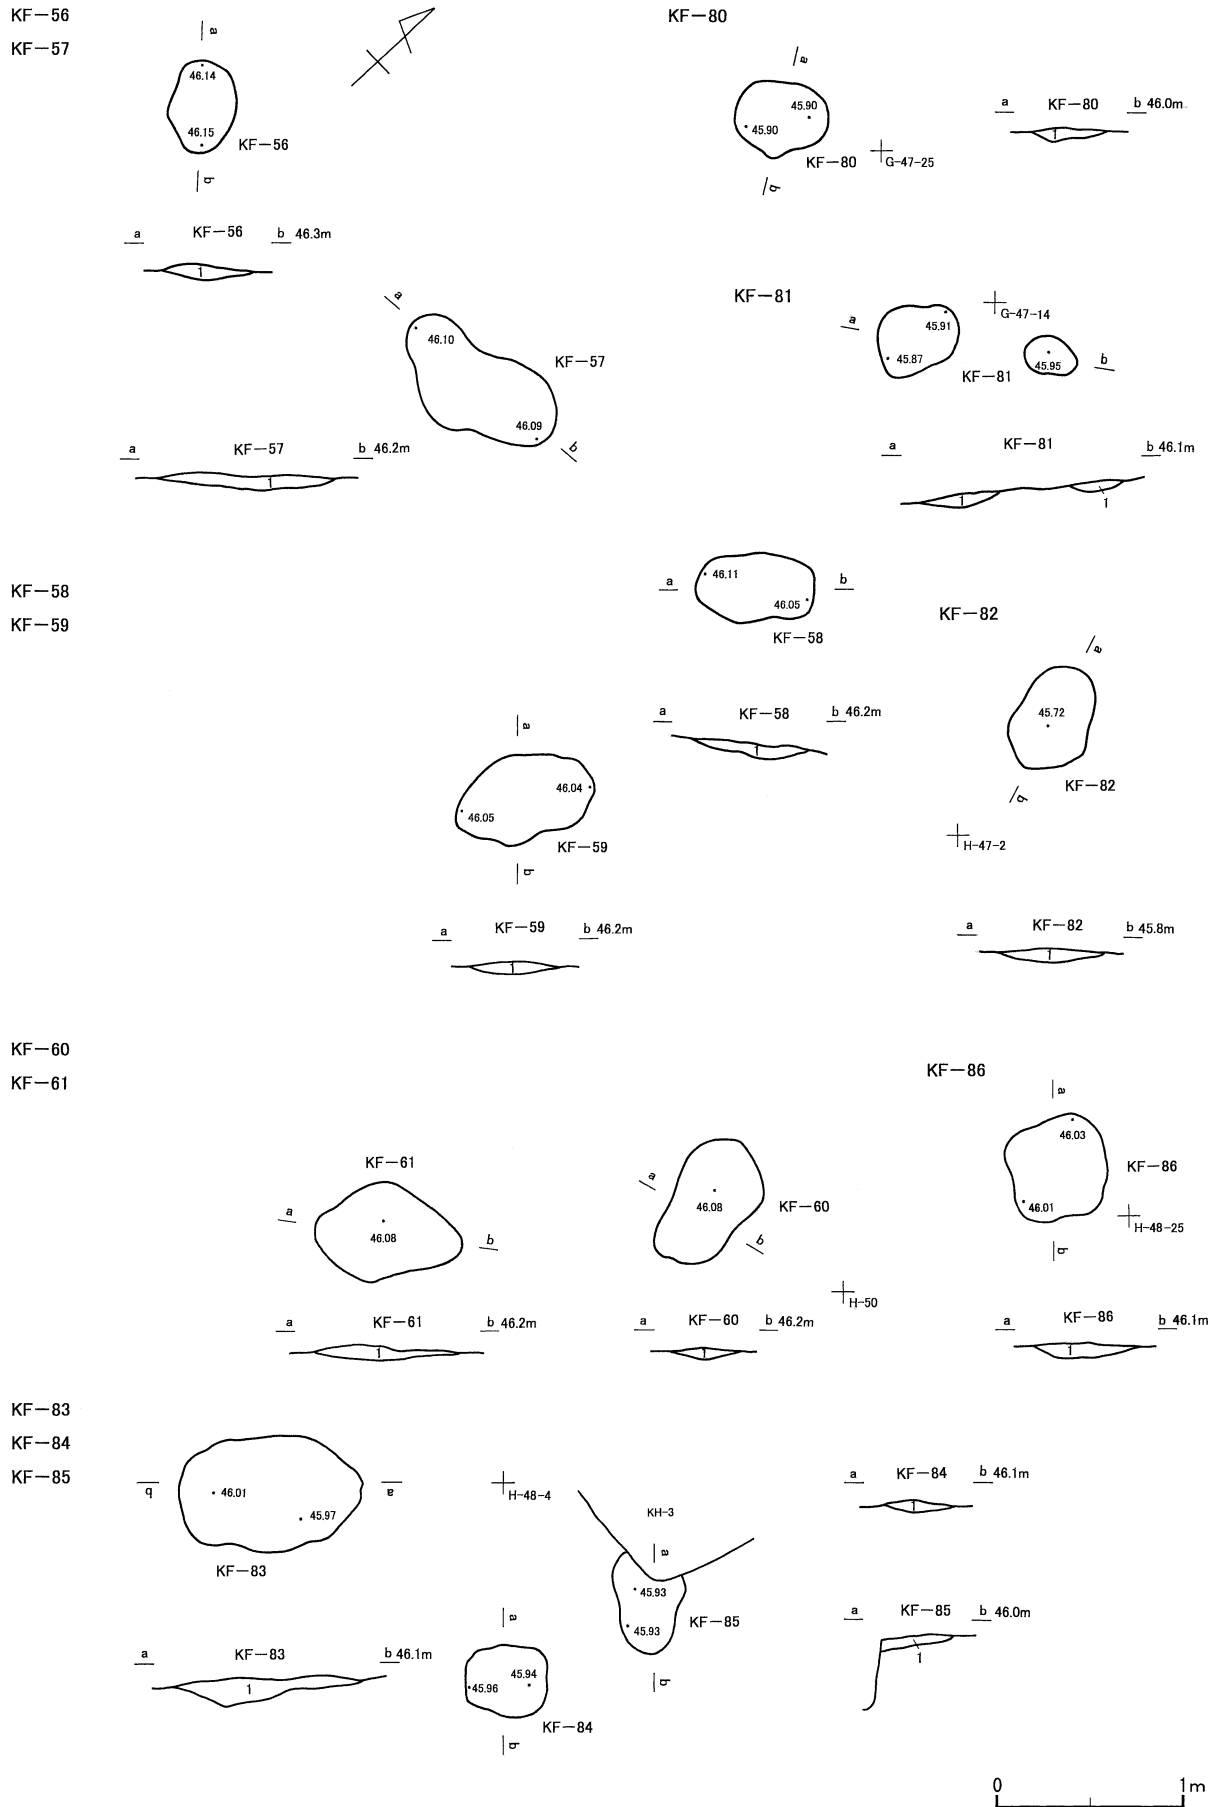 KF-56
KF-57
a
46.14
46.15
KF-56
b
a KF-56 b 46.3m
1
a
46.10
KF-57
46.09
b
a KF-57 b 46.2m
1
KF-80
a
45.90
45.90
KF-80
b
G-47-25
a KF-80 b 46.0m
1
KF-81
G-47-14
a
45.91
45.87
KF-81
45.95
b
a KF-81 b 46.1m
1
1
KF-58
KF-59
a
46.11
46.05
b
KF-58
a KF-58 b 46.2m
1
a
46.04
46.05
KF-59
b
a KF-59 b 46.2m
1
KF-82
a
45.72
KF-82
b
H-47-2
a KF-82 b 45.8m
1
KF-60
KF-61
KF-61
a
46.08
b
a KF-61 b 46.2m
1
a
46.08
KF-60
b
H-50
a KF-60 b 46.2m
1
KF-86
a
46.03
KF-86
46.01
H-48-25
b
a KF-86 b 46.1m
1
KF-83
KF-84
KF-85
b
46.01
45.97
a
KF-83
a KF-83 b 46.1m
1
H-48-4
a
45.94
45.96
KF-84
b
KH-3
a
45.93
45.93
KF-85
b
a KF-84 b 46.1m
1
a KF-85 b 46.0m
1
0 1m